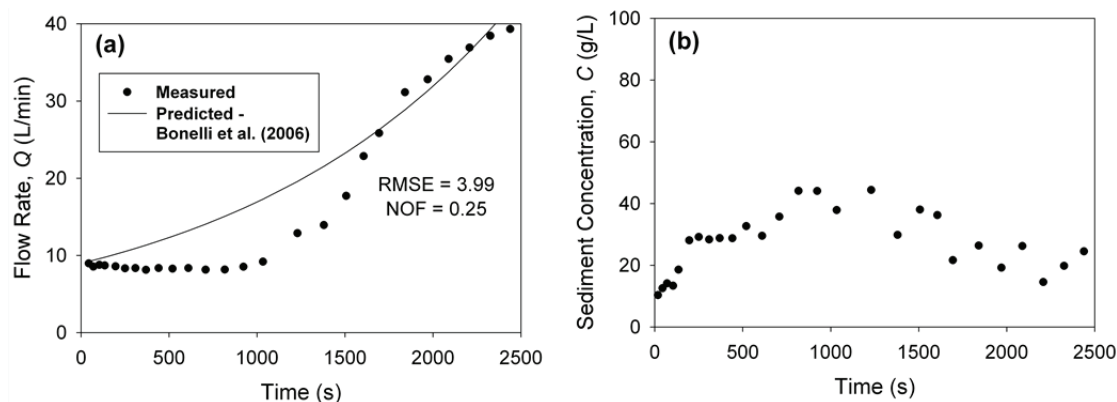 (a)
Flow Rate, Q (L/min)
40
30
20
10
0
Measured
Predicted -
Bonelli et al. (2006)
RMSE = 3.99
NOF = 0.25
0 500 1000 1500 2000 2500
Time (s)
(b)
Sediment Concentration, C (g/L)
100
80
60
40
20
0
0 500 1000 1500 2000 2500
Time (s)